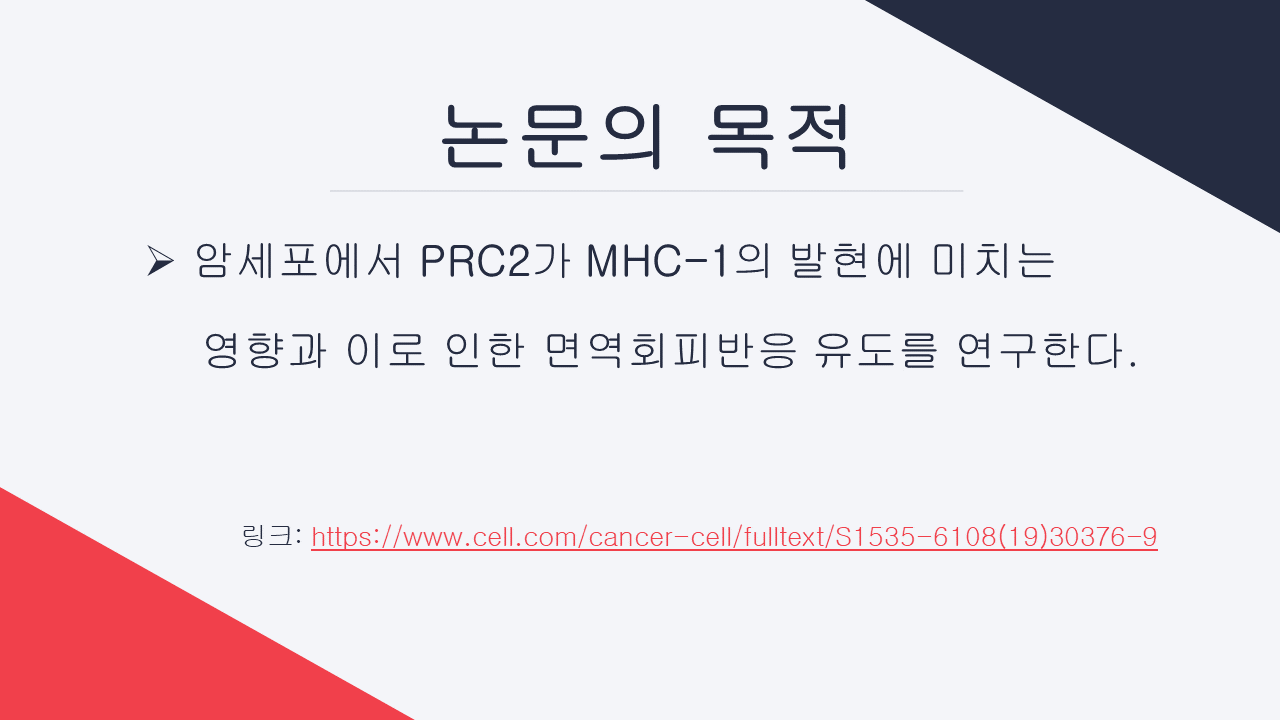 논문의 목적
➢ 암세포에서 PRC2가 MHC-1의 발현에 미치는
영향과 이로 인한 면역회피반응 유도를 연구한다.
링크: https://www.cell.com/cancer-cell/fulltext/S1535-6108(19)30376-9